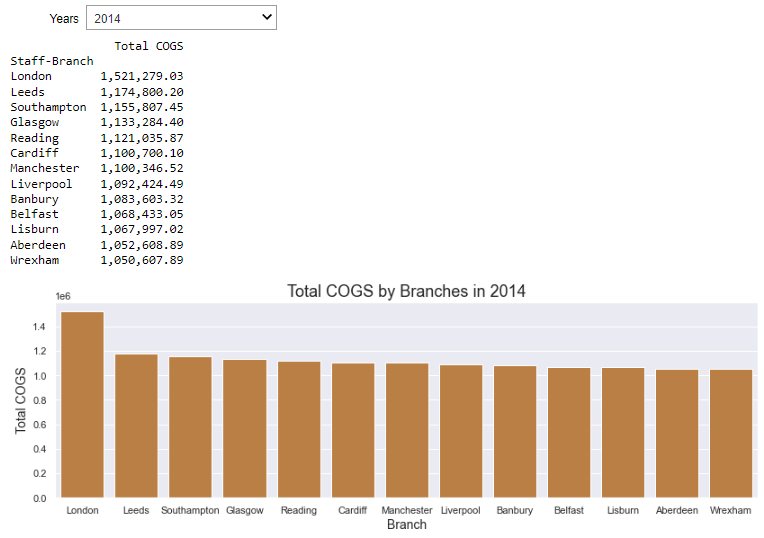 Years 2014
Total COGS
Staff-Branch
London 1,521,279.03
Leeds 1,174,800.20
Southampton 1,155,807.45
Glasgow 1,133,284.40
Reading 1,121,035.87
Cardiff 1,100,700.10
Manchester 1,100,346.52
Liverpool 1,092,424.49
Banbury 1,083,603.32
Belfast 1,068,433.05
Lisburn 1,067,997.02
Aberdeen 1,052,608.89
Wrexham 1,050,607.89
Total COGS by Branches in 2014
1e6
1.4
1.2
1.0
0.8
0.6
0.4
0.2
0.0
Total COGS
London Leeds Southampton Glasgow Reading Cardiff Manchester Liverpool Banbury Belfast Lisburn Aberdeen Wrexham
Branch